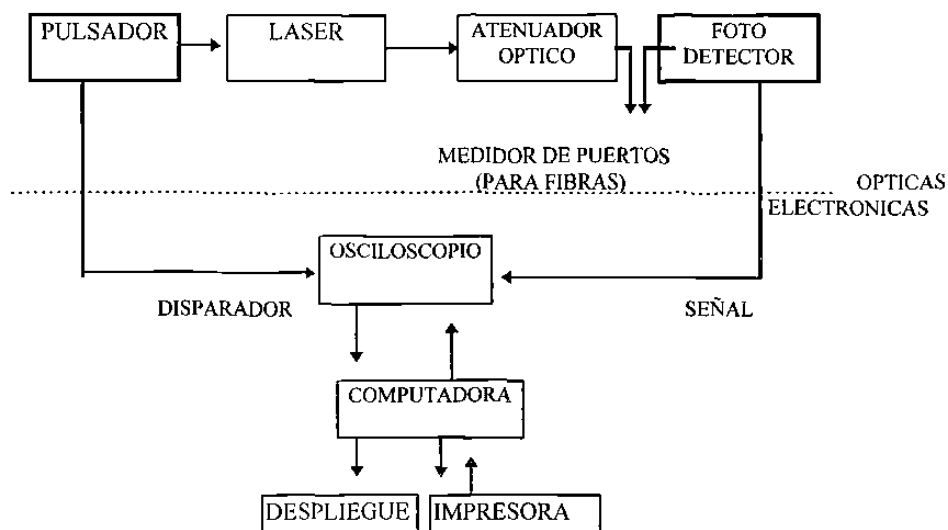 PULSADOR
LASER
ATENUADOR
OPTICO
FOTO
DETECTOR
MEDIDOR DE PUERTOS
(PARA FIBRAS)
OPTICAS
ELECTRONICAS
OSCILOSCOPIO
DISPARADOR
SEÑAL
COMPUTADORA
DESPLIEGUE
IMPRESORA